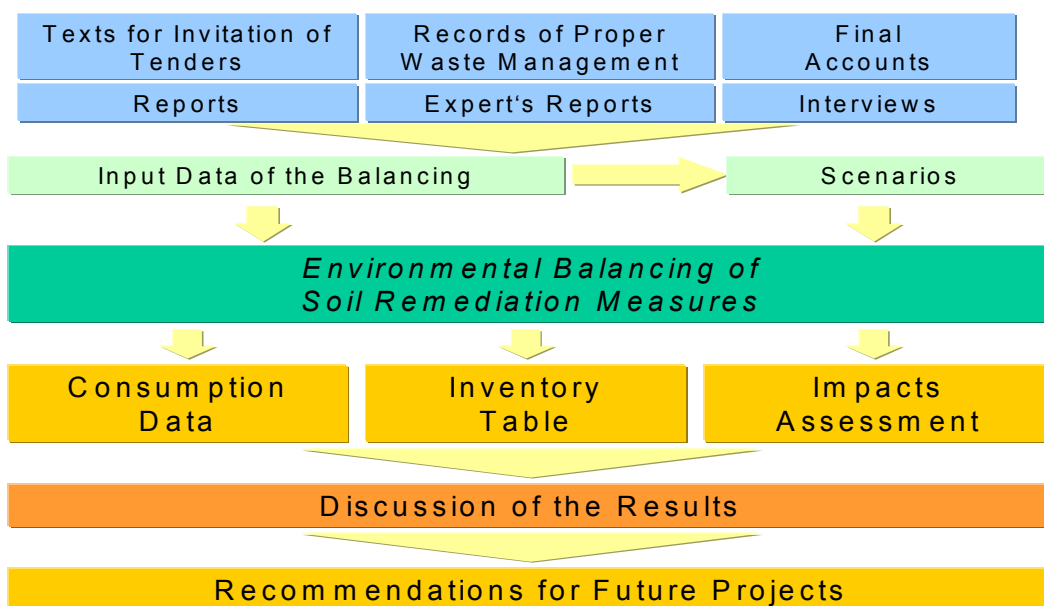 Texts for Invitation of
Tenders
Records of Proper
Waste Management
Final
Accounts
Reports
Expert‘s Reports
Interviews
Input Data of the Balancing
Scenarios
Environmental Balancing of
Soil Remediation Measures
Consumption
Data
Inventory
Table
Impacts
Assessment
Discussion of the Results
Recommendations for Future Projects